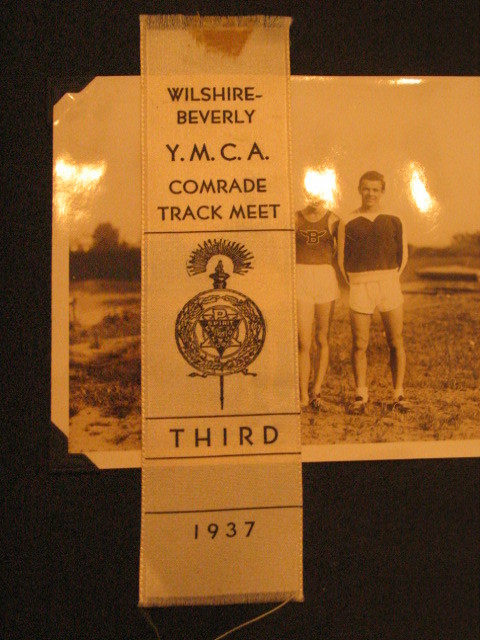 WILSHIRE-
BEVERLY
Y.M.C.A.
COMRADE
TRACK MEET
THIRD
1937
B